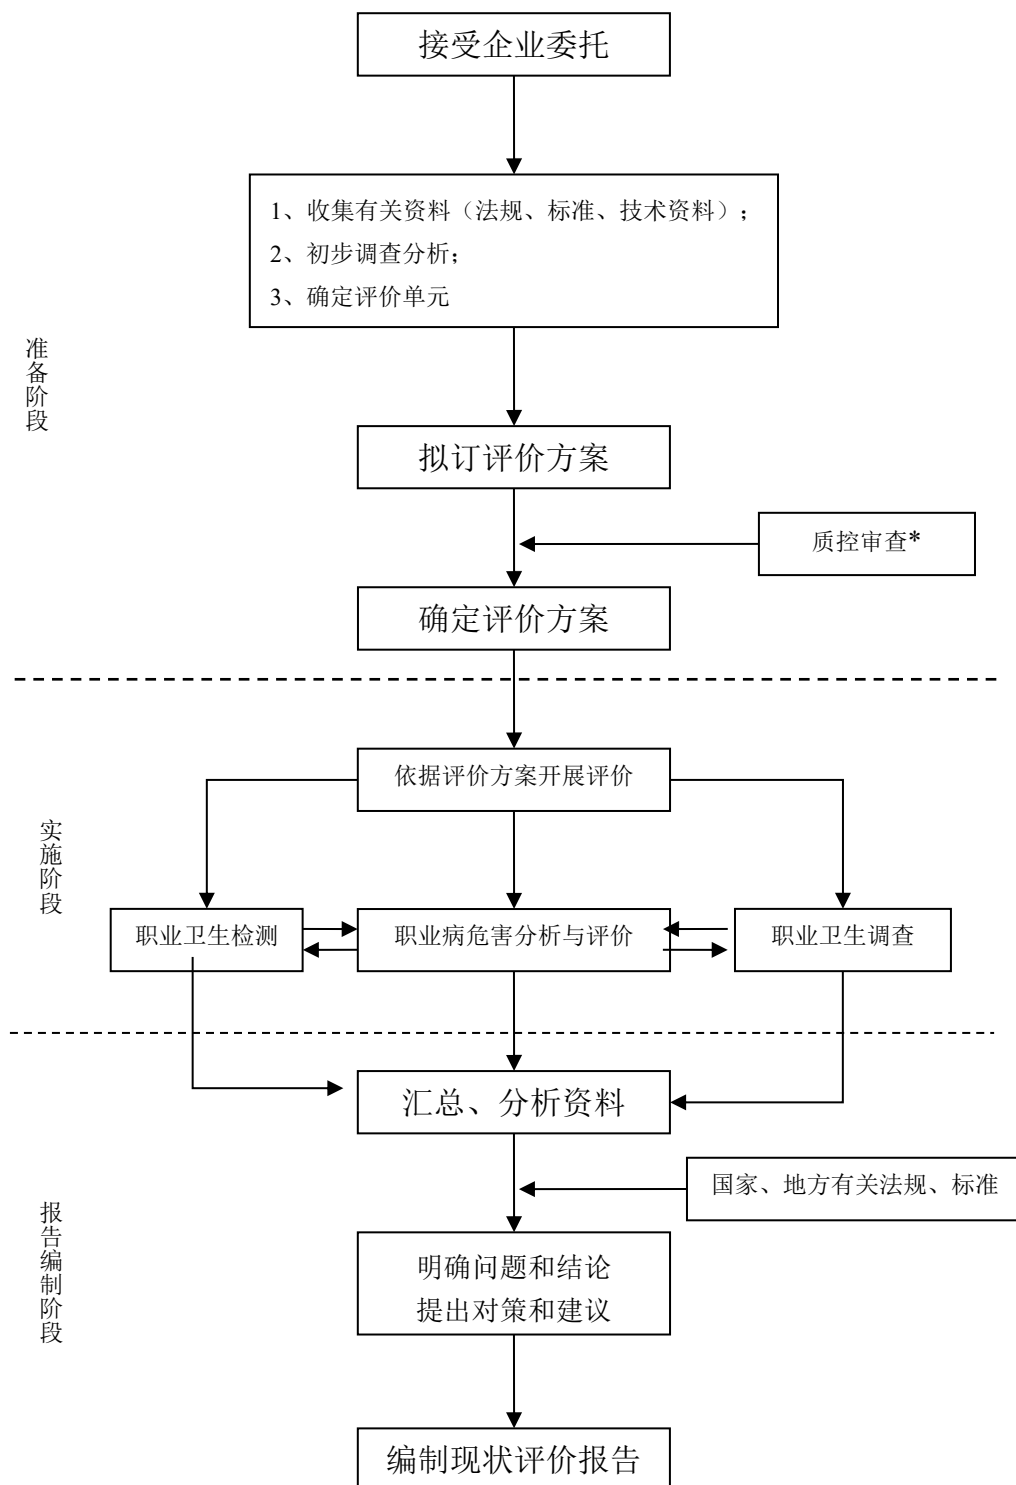 接受企业委托
1、收集有关资料（法规、标准、技术资料）；
2、初步调查分析；
3、确定评价单元
准备阶段
拟订评价方案
质控审查*
确定评价方案
依据评价方案开展评价
实施阶段
职业卫生检测
职业病危害分析与评价
职业卫生调查
汇总、分析资料
国家、地方有关法规、标准
报告编制阶段
明确问题和结论
提出对策和建议
编制现状评价报告